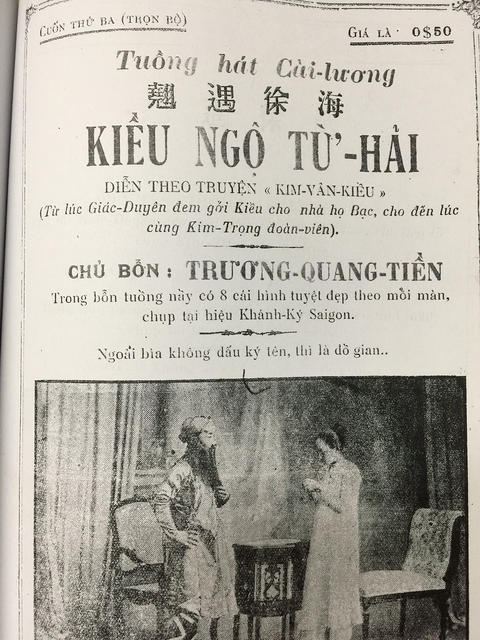 CUỐN THỨ BA (TRỌN BỘ)
GIÁ LÀ 0$50
Tuồng hát Cải-lương
翹遇徐海
KIỀU NGỘ TỪ-HẢI
DIỄN THEO TRUYỆN « KIM-VÂN-KIỀU »
(Từ lúc Giác-Duyên đem gởi Kiều cho nhà họ Bạc, cho đến lúc
cùng Kim-Trọng đoàn-viên).
CHỦ BỔN : TRƯƠNG-QUANG-TIỀN
Trong bổn tuồng nầy có 8 cái hình tuyệt đẹp theo mỗi màn,
chụp tại hiệu Khánh-Ký Saigon.
Ngoài bìa không dấu ký tên, thì là đồ gian..